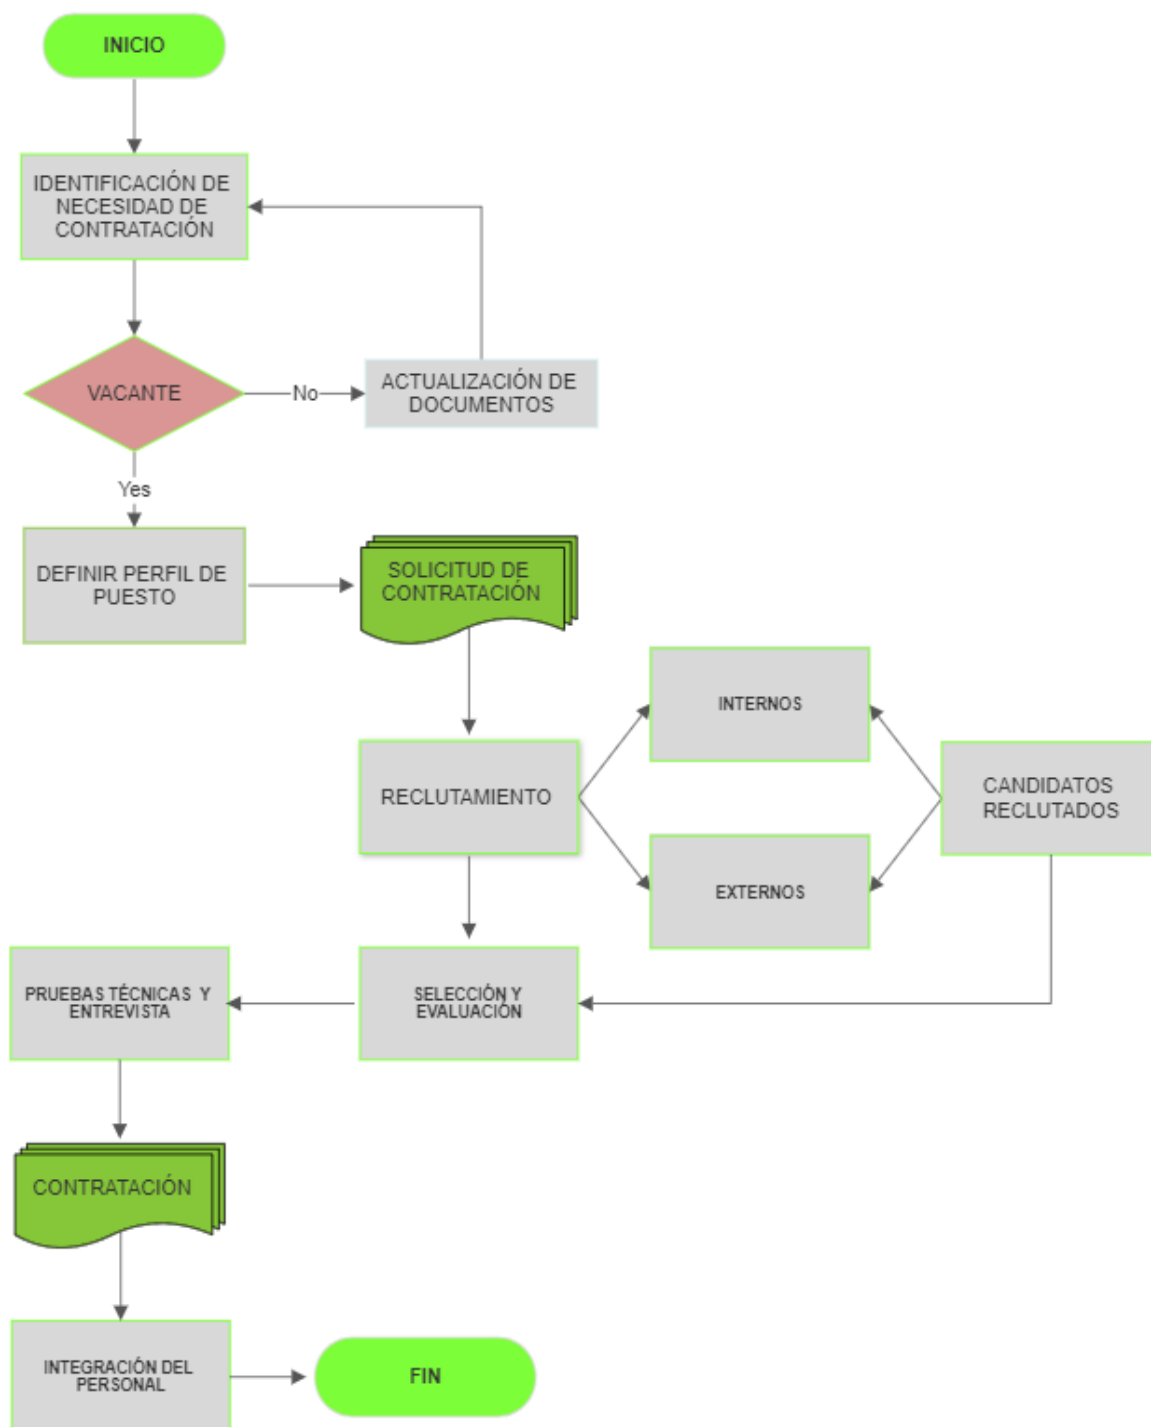 INICIO
IDENTIFICACIÓN DE
NECESIDAD DE
CONTRATACIÓN
VACANTE
No
ACTUALIZACIÓN DE
DOCUMENTOS
Yes
DEFINIR PERFIL DE
PUESTO
SOLICITUD DE
CONTRATACIÓN
RECLUTAMIENTO
INTERNOS
EXTERNOS
CANDIDATOS
RECLUTADOS
SELECCIÓN Y
EVALUACIÓN
PRUEBAS TÉCNICAS Y
ENTREVISTA
CONTRATACIÓN
INTEGRACIÓN DEL
PERSONAL
FIN